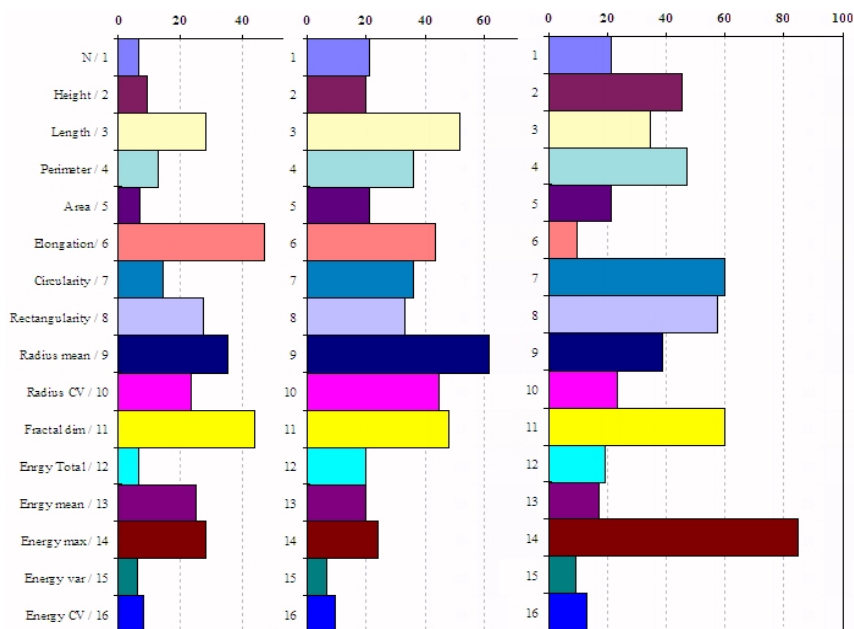 20 40
20 40 60
20 40 60 80 100
N / 1
Height / 2
Length / 3
Perimeter / 4
Area / 5
Elongation/ 6
Circularity / 7
Rectangularity / 8
Radius mean / 9
Radius CV / 10
Fractal dim / 11
Enrgy Total / 12
Enrgy mean / 13
Energy max / 14
Energy var / 15
Energy CV / 16
0
1
2
3
4
5
6
7
8
9
10
11
12
13
14
15
16
0
1
2
3
4
5
6
7
8
9
10
11
12
13
14
15
16
0